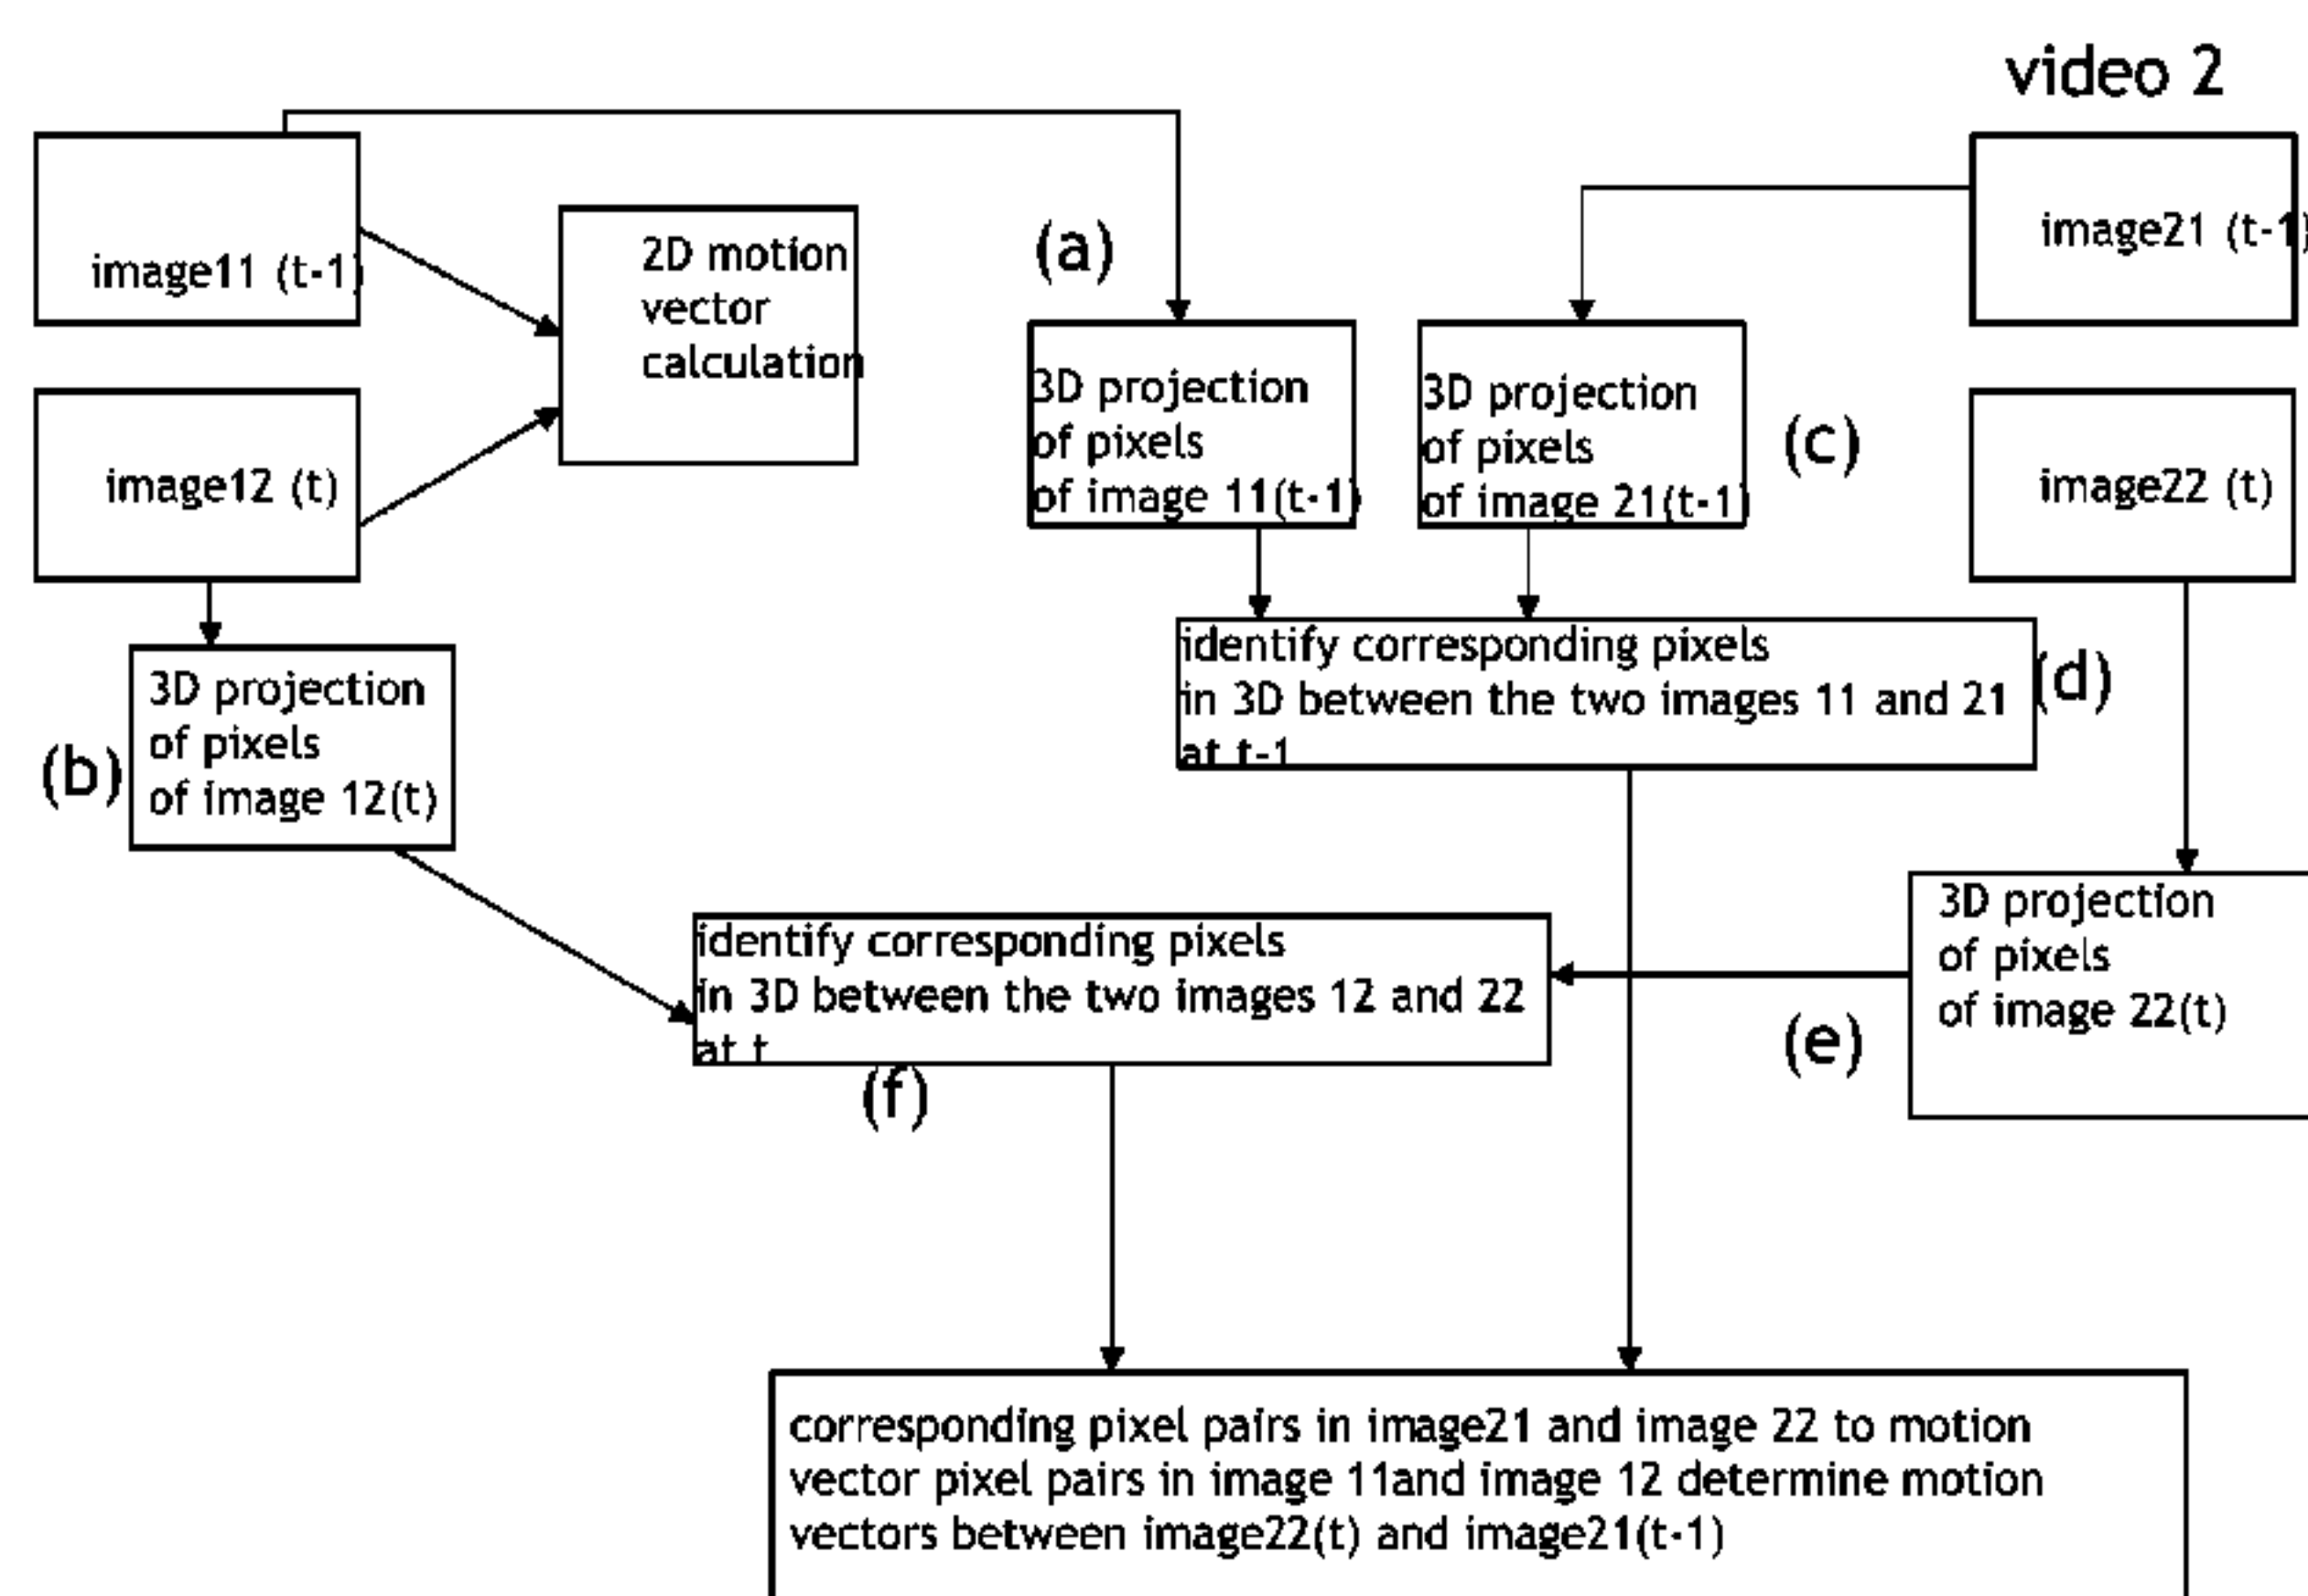 video 2
image11 (t-1)
2D motion
vector
calculation
(a)
image21 (t-1)
image12 (t)
3D projection
of pixels
of image 11(t-1)
3D projection
of pixels
of image 21(t-1)
(c)
image22 (t)
(b)
3D projection
of pixels
of image 12(t)
identify corresponding pixels
in 3D between the two images 11 and 21
at t-1
(d)
identify corresponding pixels
in 3D between the two images 12 and 22
at t
(f)
(e)
3D projection
of pixels
of image 22(t)
corresponding pixel pairs in image21 and image 22 to motion
vector pixel pairs in image 11and image 12 determine motion
vectors between image22(t) and image21(t-1)